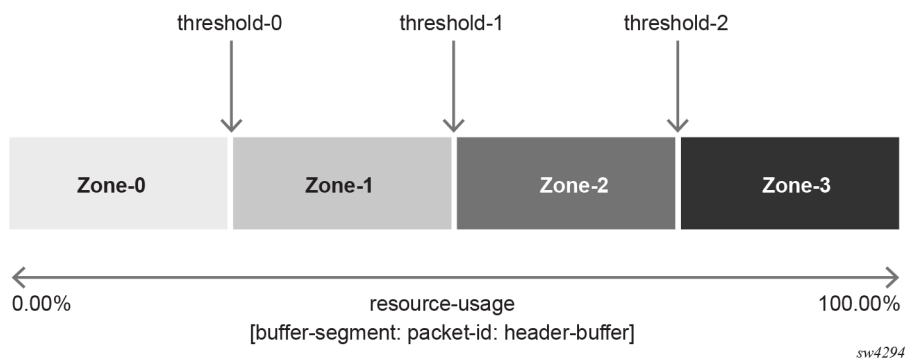 threshold-0 threshold-1 threshold-2
Zone-0 Zone-1 Zone-2 Zone-3
0.00% resource-usage 100.00%
[buffer-segment: packet-id: header-buffer]
sw4294